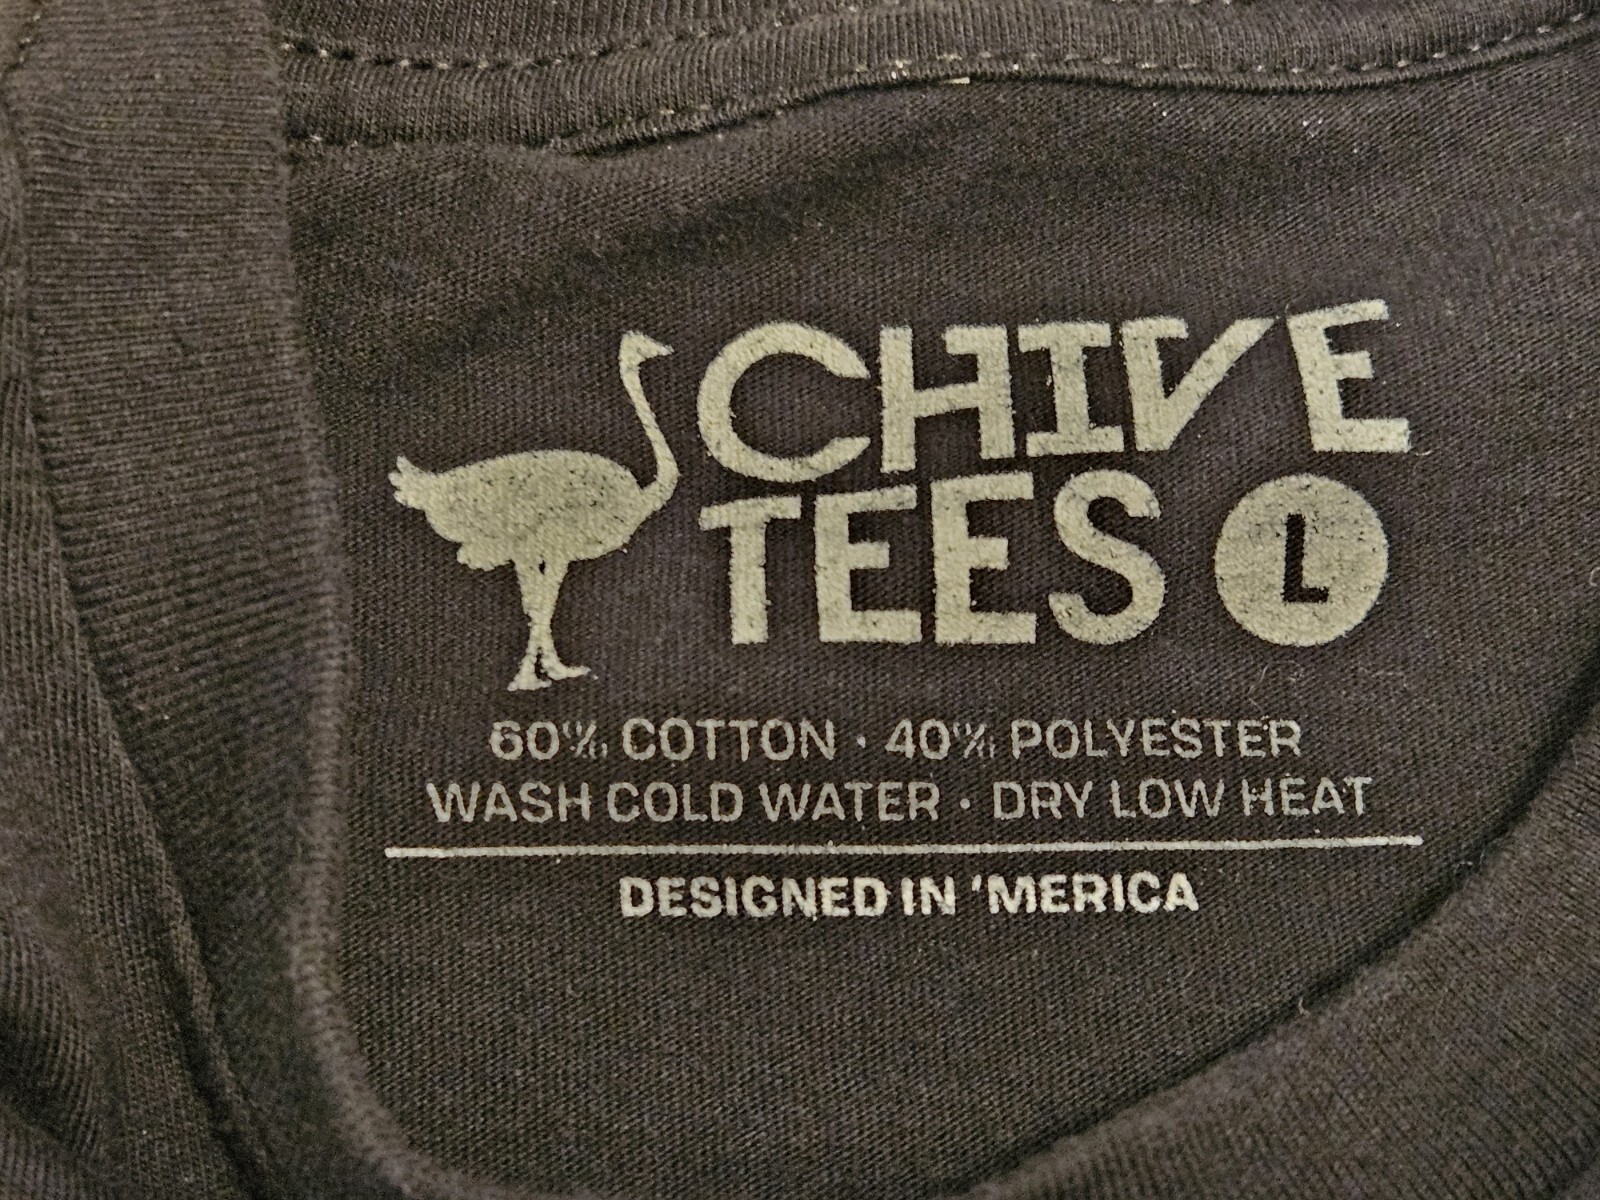 CHIVE
TEES L
60% COTTON · 40% POLYESTER
WASH COLD WATER · DRY LOW HEAT
DESIGNED IN 'MERICA